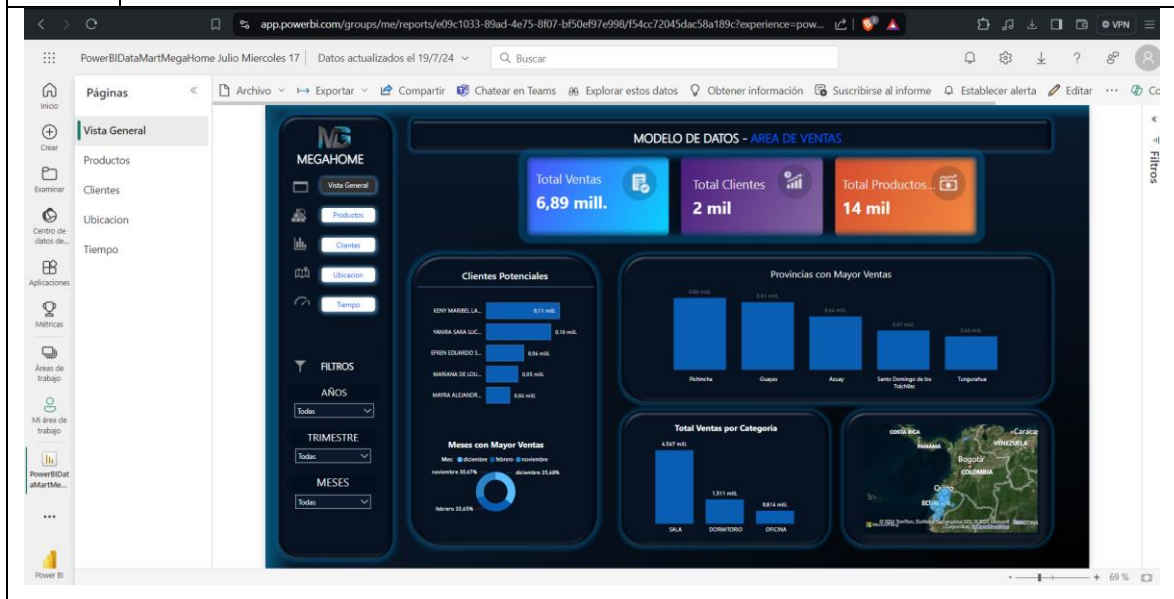 app.powerbi.com/groups/me/reports/e09c1033-89ad-4e75-8f07-bf50ef97e998/f54cc72045dac58a189c?experience=pow...
VPN
PowerBIDataMartMegaHome Julio Miercoles 17
Datos actualizados el 19/7/24
Buscar
Inicio
Crear
Examinar
Centro de
datos de...
Aplicaciones
Métricas
Áreas de
trabajo
Mi área de
trabajo
PowerBIDat
aMartMe...
Power BI
Páginas
Vista General
Productos
Clientes
Ubicacion
Tiempo
Archivo
Exportar
Compartir
Chatear en Teams
Explorar estos datos
Obtener información
Suscribirse al informe
Establecer alerta
Editar
Co
Filtros
MEGAHOME
Vista General
Productos
Clientes
Ubicacion
Tiempo
FILTROS
AÑOS
Todas
TRIMESTRE
Todas
MESES
Todas
MODELO DE DATOS - AREA DE VENTAS
Total Ventas
6,89 mill.
Total Clientes
2 mil
Total Productos...
14 mil
Clientes Potenciales
KENY MARIBEL LA...
0,11 mill.
YANIRA SARA LUC...
0,10 mill.
EFREN EDUARDO S...
0,06 mill.
MARIANA DE LOU...
0,05 mill.
MAYRA ALEJANDR...
0,04 mill.
Meses con Mayor Ventas
Mes: diciembre febrero noviembre
diciembre
febrero
noviembre
Provincias con Mayor Ventas
Pichincha
Guayas
Azuay
Santo Domingo de los
Tsáchilas
Tungurahua
Total Ventas por Categoria
4,567 mill.
1,511 mill.
0,814 mill.
SALA
DORMITORIO
OFICINA
COSTA RICA
PANAMÁ
Caracas
VENEZUELA
Bogotá
COLOMBIA
Quito
69 %